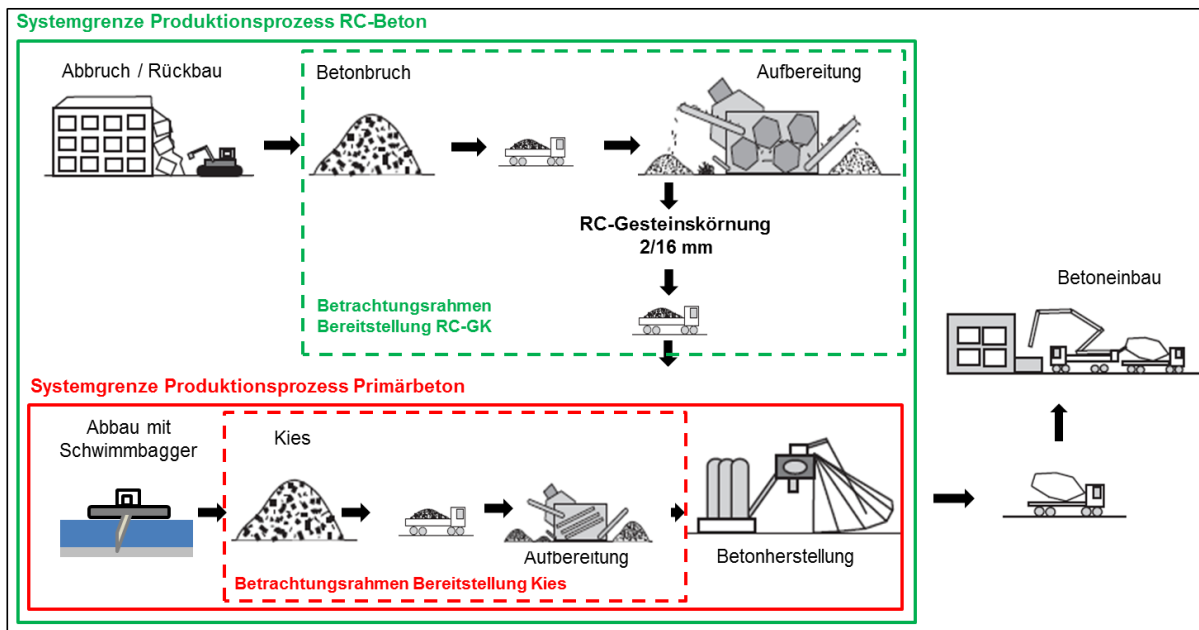 Systemgrenze Produktionsprozess RC-Beton
Abbruch / Rückbau
Betonbruch
Aufbereitung
RC-Gesteinskörnung
2/16 mm
Betrachtungsrahmen
Bereitstellung RC-GK
Betoneinbau
Systemgrenze Produktionsprozess Primärbeton
Abbau mit
Schwimmbagger
Kies
Aufbereitung
Betonherstellung
Betrachtungsrahmen Bereitstellung Kies